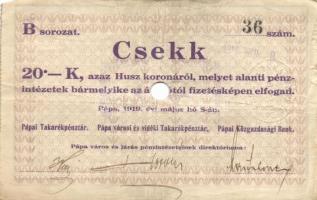 B sorozat. 36 szám.
Csekk
20·— K, azaz Husz koronáról, melyet alanti pénz-
intézetek bármelyike az á tól fizetésképen elfogad.
Pápa, 1919. évi május hó 8-án.
Pápai Takarékpénztár. Pápa városi és vidéki Takarékpénztár. Pápai Közgazdasági Bank.
Pápa város és járás pénzintézeteinek direktóriuma: